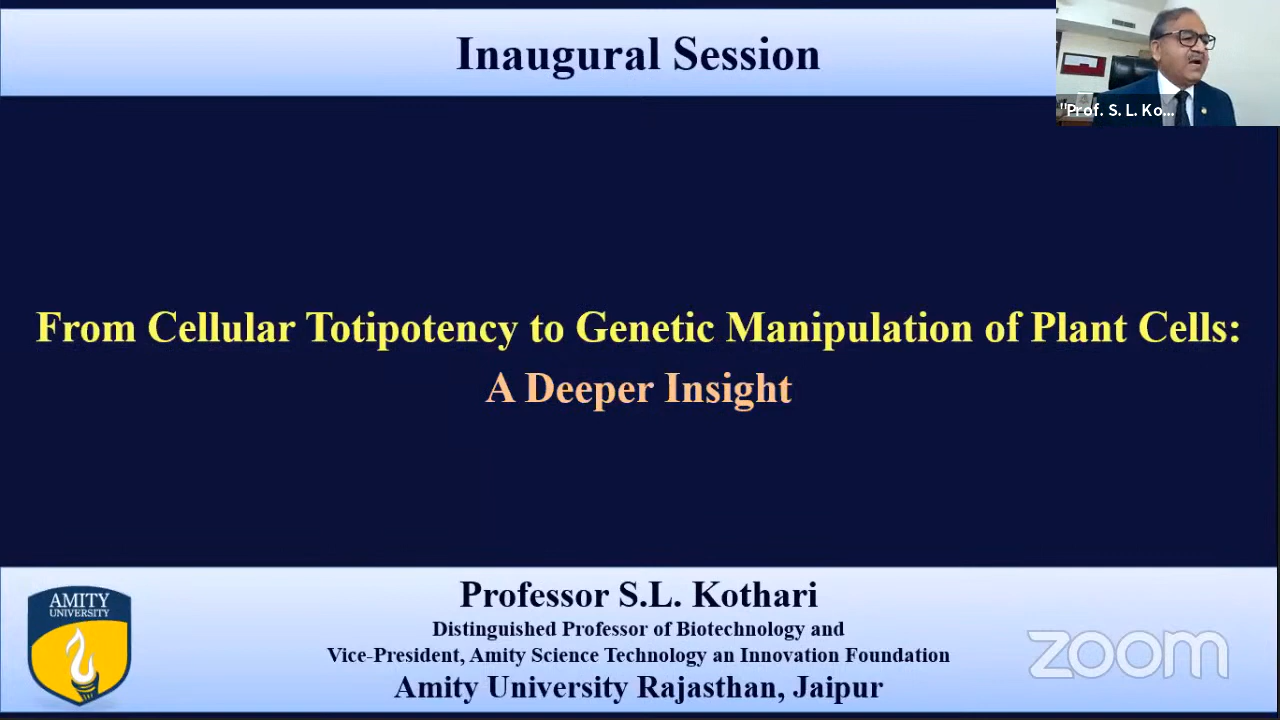 Inaugural Session
"Prof. S. L. Ko...
From Cellular Totipotency to Genetic Manipulation of Plant Cells:
A Deeper Insight
AMITY
UNIVERSITY
Professor S.L. Kothari
Distinguished Professor of Biotechnology and
Vice-President, Amity Science Technology an Innovation Foundation
Amity University Rajasthan, Jaipur
zoom